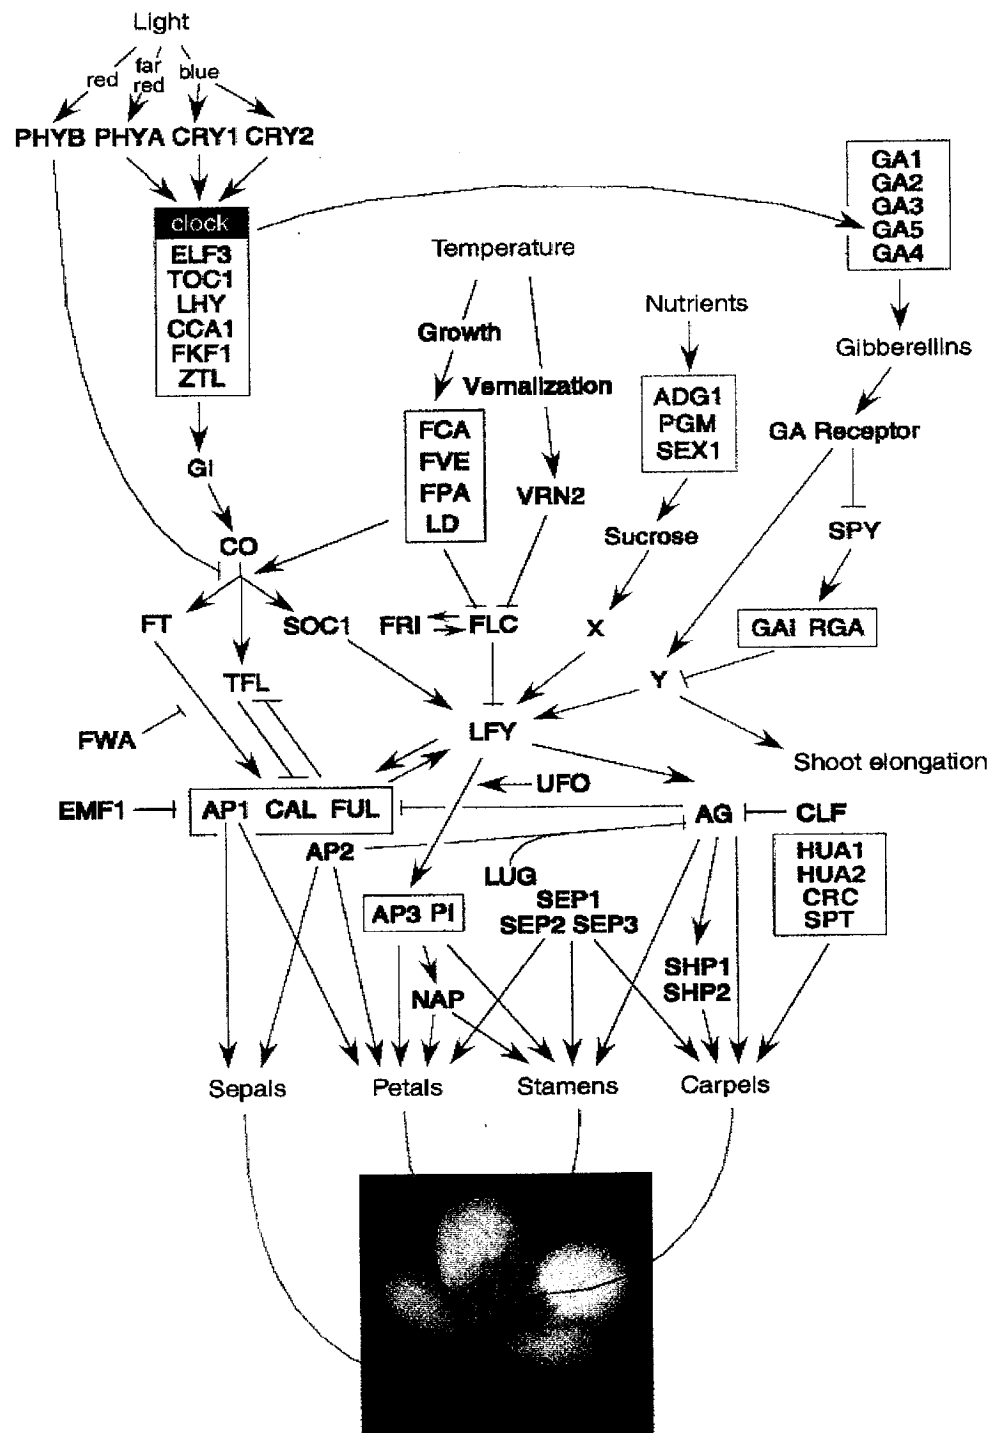 Light
red
far
red
blue
PHYB PHYA CRY1 CRY2
clock
ELF3
TOC1
LHY
CCA1
FKF1
ZTL
GA1
GA2
GA3
GA5
GA4
Temperature
Nutrients
Growth
Gibberellins
Vernalization
ADG1
PGM
SEX1
FCA
FVE
FPA
LD
GA Receptor
GI
VRN2
SPY
Sucrose
CO
FT
SOC1
FRI
FLC
X
GAI RGA
TFL
Y
FWA
LFY
Shoot elongation
UFO
EMF1
AP1 CAL FUL
AG
CLF
AP2
HUA1
HUA2
CRC
SPT
LUG
SEP1
SEP2 SEP3
AP3 PI
SHP1
SHP2
NAP
Sepals
Petals
Stamens
Carpels